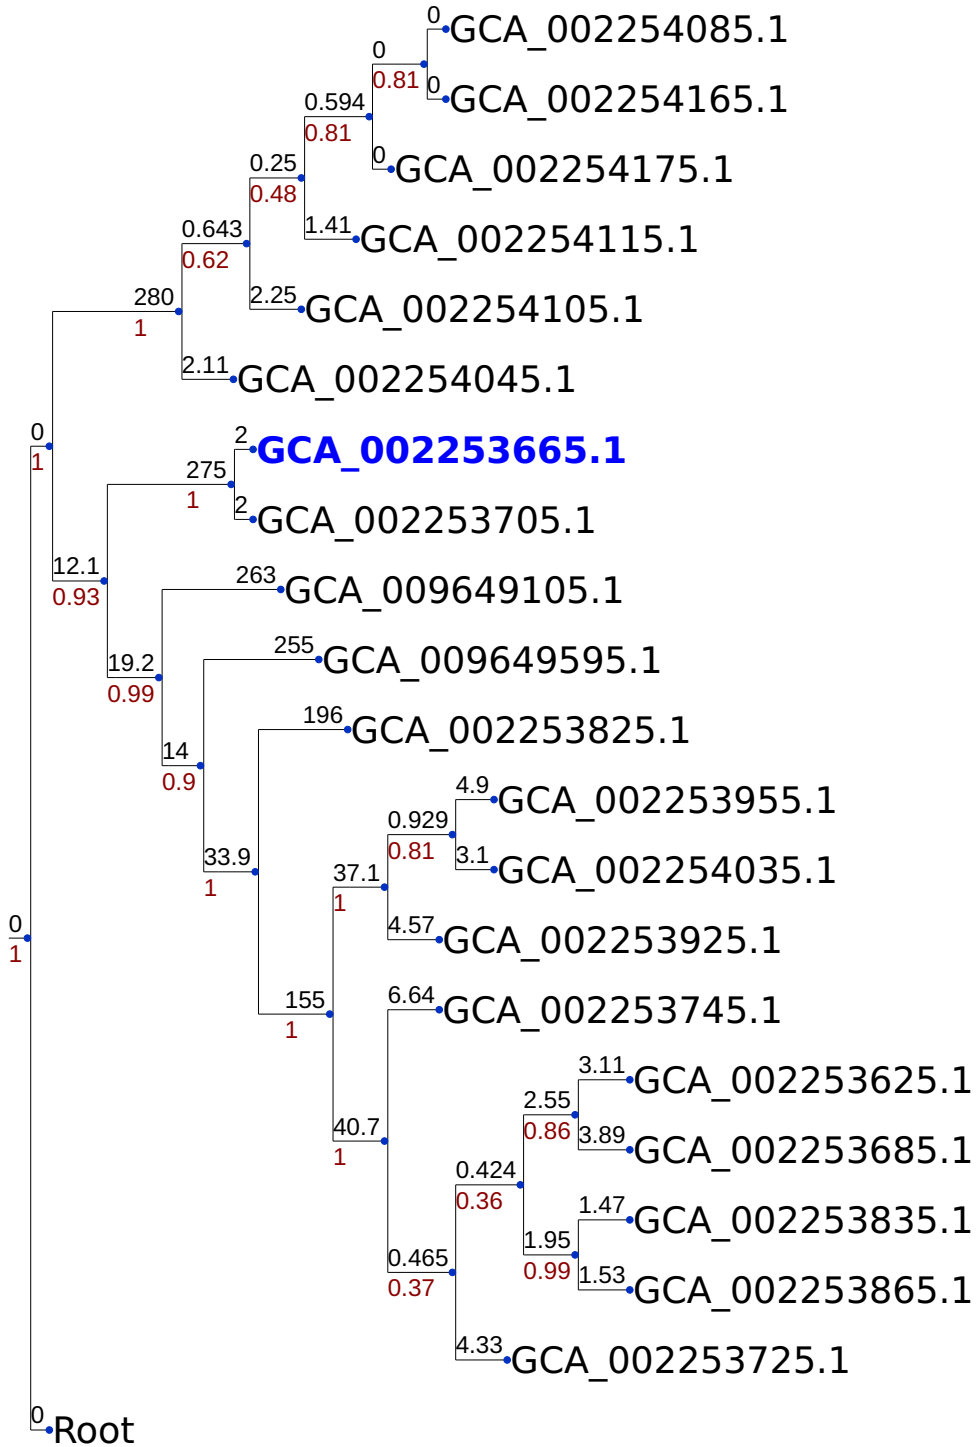 0
GCA_002254085.1
0
0.81
0
GCA_002254165.1
0.594
0.81
0
GCA_002254175.1
0.25
0.48
1.41
GCA_002254115.1
0.643
0.62
2.25
GCA_002254105.1
280
1
2.11
GCA_002254045.1
0
1
2
GCA_002253665.1
275
1
2
GCA_002253705.1
12.1
0.93
263
GCA_009649105.1
19.2
0.99
255
GCA_009649595.1
196
GCA_002253825.1
14
0.9
4.9
GCA_002253955.1
0.929
0.81
3.1
GCA_002254035.1
33.9
1
37.1
1
4.57
GCA_002253925.1
0
1
155
1
6.64
GCA_002253745.1
3.11
GCA_002253625.1
2.55
0.86
3.89
GCA_002253685.1
40.7
1
0.424
0.36
1.47
GCA_002253835.1
1.95
0.99
1.53
GCA_002253865.1
0.465
0.37
4.33
GCA_002253725.1
0
Root